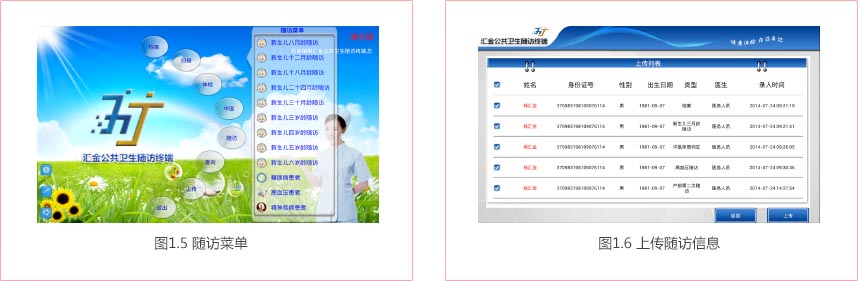 随访菜单
新生儿八月龄随访
新生儿十二月龄随访
新生儿十八月龄随访
新生儿二十四月龄随访
新生儿三十月龄随访
新生儿三岁龄随访
新生儿四岁龄随访
新生儿五岁龄随访
新生儿六岁龄随访
糖尿病患者
高血压患者
精神疾病患者
档案
扫描
体检
中医
随访
查询
上传
退出
汇金公共卫生随访终端
图1.5 随访菜单
汇金公共卫生随访终端
上传列表
姓名 身份证号 性别 出生日期 类型 医生 录入时间
杨汇金 370983198109076114 男 1981-09-07 档案 医务人员 2014-07-24 09:21:15
杨汇金 370983198109076114 男 1981-09-07 新生儿三月龄随访 医务人员 2014-07-24 09:21:41
杨汇金 370983198109076114 男 1981-09-07 中医体质判定 医务人员 2014-07-24 09:26:05
杨汇金 370983198109076114 男 1981-09-07 高血压随访 医务人员 2014-07-24 09:30:36
杨汇金 370983198109076114 男 1981-09-07 产前第二次随访 医务人员 2014-07-24 14:27:54
返回 上传
图1.6 上传随访信息